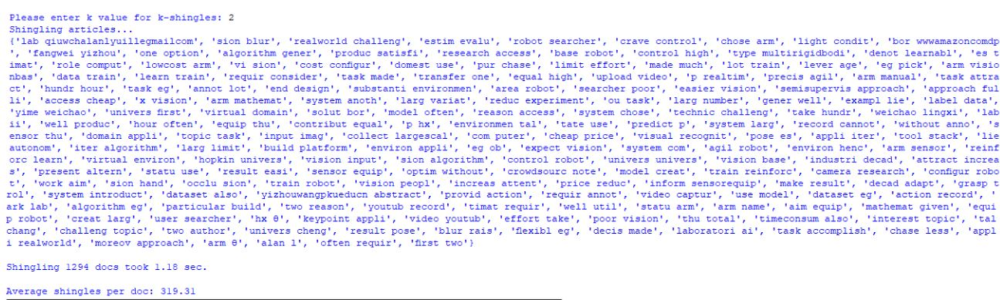 Please enter k value for k-shingles: 2
Shingling articles...
{'lab qiuwchalanlyuillegmailcom', 'sion blur', 'realworld challeng', 'estim evalu', 'robot searcher', 'crave control', 'chose arm', 'light condit', 'bor wwwamazoncomdp
', 'fangwei yizhou', 'one option', 'algorithm gener', 'produc satisfi', 'research access', 'base robot', 'control high', 'type multirigidbodi', 'denot learnabl', 'es t
imat', 'role comput', 'lowcost arm', 'vi sion', 'cost configur', 'domest use', 'pur chase', 'limit effort', 'made much', 'lot train', 'lever age', 'eg pick', 'arm visio
nbas', 'data train', 'learn train', 'requir consider', 'task made', 'transfer one', 'equal high', 'upload video', 'p realtim', 'precis agil', 'arm manual', 'task attra
ct', 'hundr hour', 'task eg', 'annot lot', 'end design', 'substanti environmen', 'area robot', 'searcher poor', 'easier vision', 'semisupervis approach', 'approach ful
li', 'access cheap', 'x vision', 'arm mathemat', 'system anoth', 'larg variat', 'reduc experiment', 'ou task', 'larg number', 'gener well', 'exampl lie', 'label data',
'yime weichao', 'univers first', 'virtual domain', 'solut bor', 'model often', 'reason access', 'system chose', 'technic challeng', 'take hundr', 'weichao lingxi', 'lab
ii', 'well produc', 'hour often', 'equip thu', 'contribut equal', 'p hx', 'environmen tal', 'tate use', 'predict p', 'system larg', 'record cannot', 'without anno', 's
ensor thu', 'domain appli', 'topic task', 'input imag', 'collect largescal', 'com puter', 'cheap price', 'visual recognit', 'pose es', 'appli iter', 'tool stack', 'lie
autonom', 'iter algorithm', 'larg limit', 'build platform', 'environ appli', 'eg ob', 'expect vision', 'system com', 'agil robot', 'environ henc', 'arm sensor', 'reinf
orc learn', 'virtual environ', 'hopkin univers', 'vision input', 'sion algorithm', 'control robot', 'univers univers', 'vision base', 'industri decad', 'attract increa
s', 'present altern', 'statu use', 'result easi', 'sensor equip', 'optim without', 'crowdsourc note', 'model creat', 'train reinforc', 'camera research', 'configur robo
t', 'work aim', 'sion hand', 'occlu sion', 'train robot', 'vision peopl', 'increas attent', 'price reduc', 'inform sensorequip', 'make result', 'decad adapt', 'grasp t
rol', 'system introduct', 'dataset also', 'yizhouwangpkueducn abstract', 'provid action', 'requir annot', 'video captur', 'use model', 'dataset eg', 'action record', '
ark lab', 'algorithm eg', 'particular build', 'two reason', 'youtub record', 'timat requir', 'well util', 'statu arm', 'arm name', 'aim equip', 'mathemat given', 'equi
p robot', 'creat larg', 'user searcher', 'hx θ', 'keypoint appli', 'video youtub', 'effort take', 'poor vision', 'thu total', 'timeconsum also', 'interest topic', 'tal
chang', 'challeng topic', 'two author', 'univers cheng', 'result pose', 'blur rais', 'flexibl eg', 'decis made', 'laboratori ai', 'task accomplish', 'chase less', 'appl
i realworld', 'moreov approach', 'arm θ', 'alan l', 'often requir', 'first two'}
Shingling 1294 docs took 1.18 sec.
Average shingles per doc: 319.31